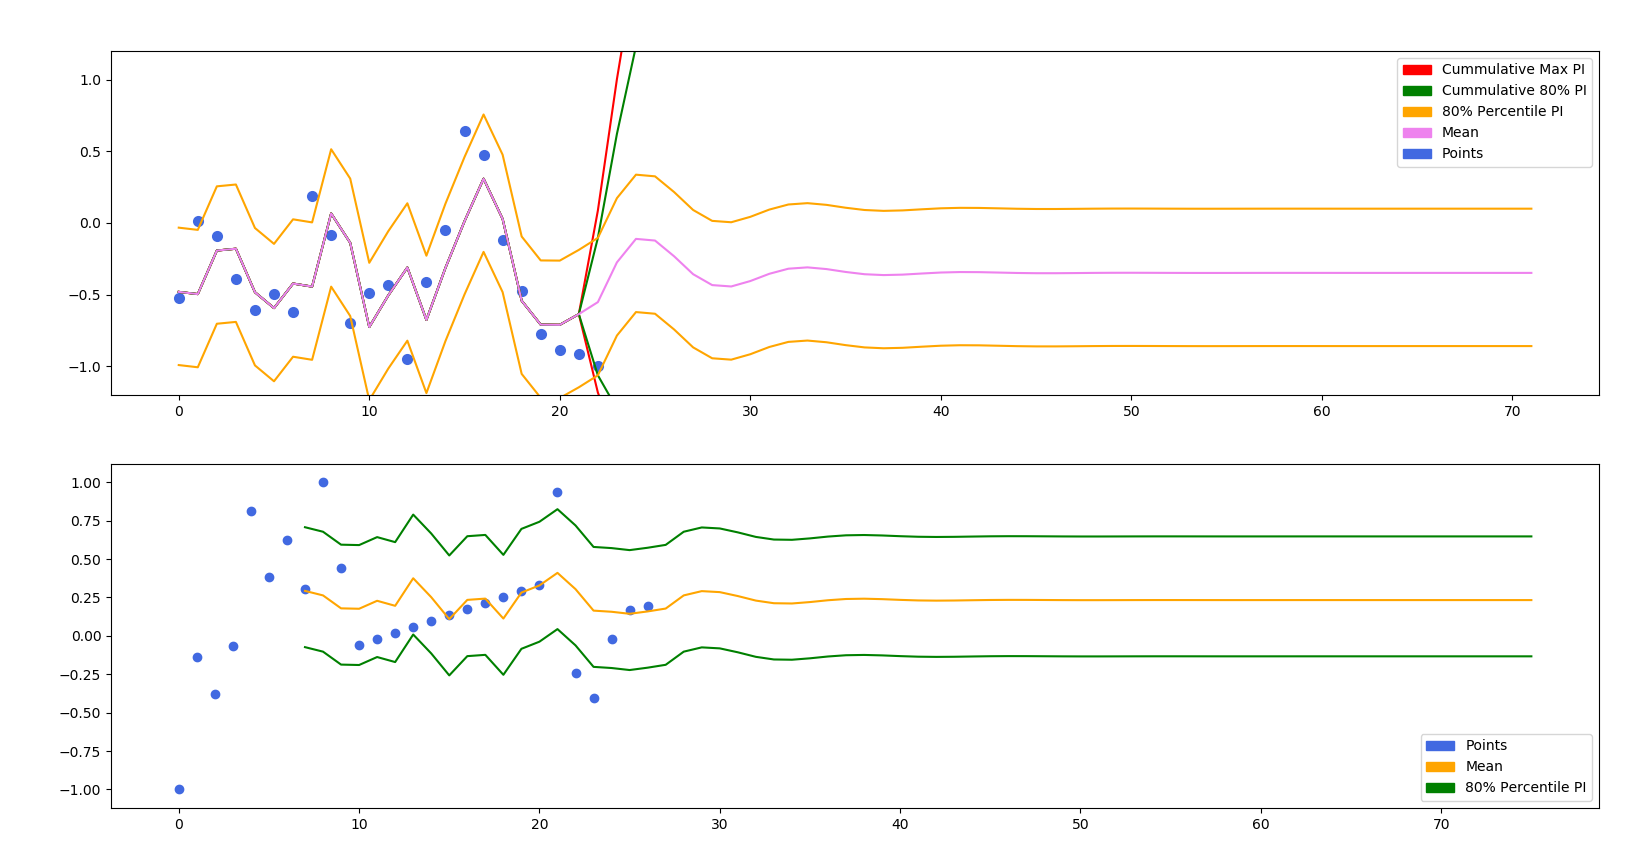 1.0
0.5
0.0
−0.5
−1.0
0 10 20 30 40 50 60 70
Cummulative Max PI
Cummulative 80% PI
80% Percentile PI
Mean
Points
1.00
0.75
0.50
0.25
0.00
−0.25
−0.50
−0.75
−1.00
0 10 20 30 40 50 60 70
Points
Mean
80% Percentile PI